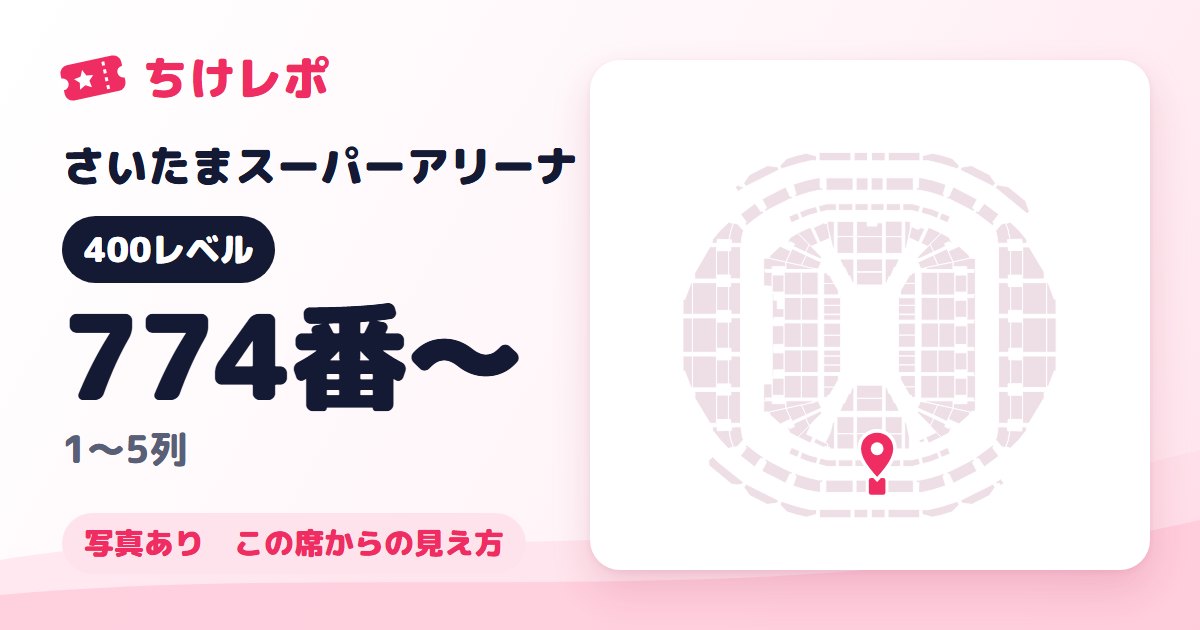 ちけレポ
さいたまスーパーアリーナ
400レベル
774番〜
1〜5列
写真あり　この席からの見え方